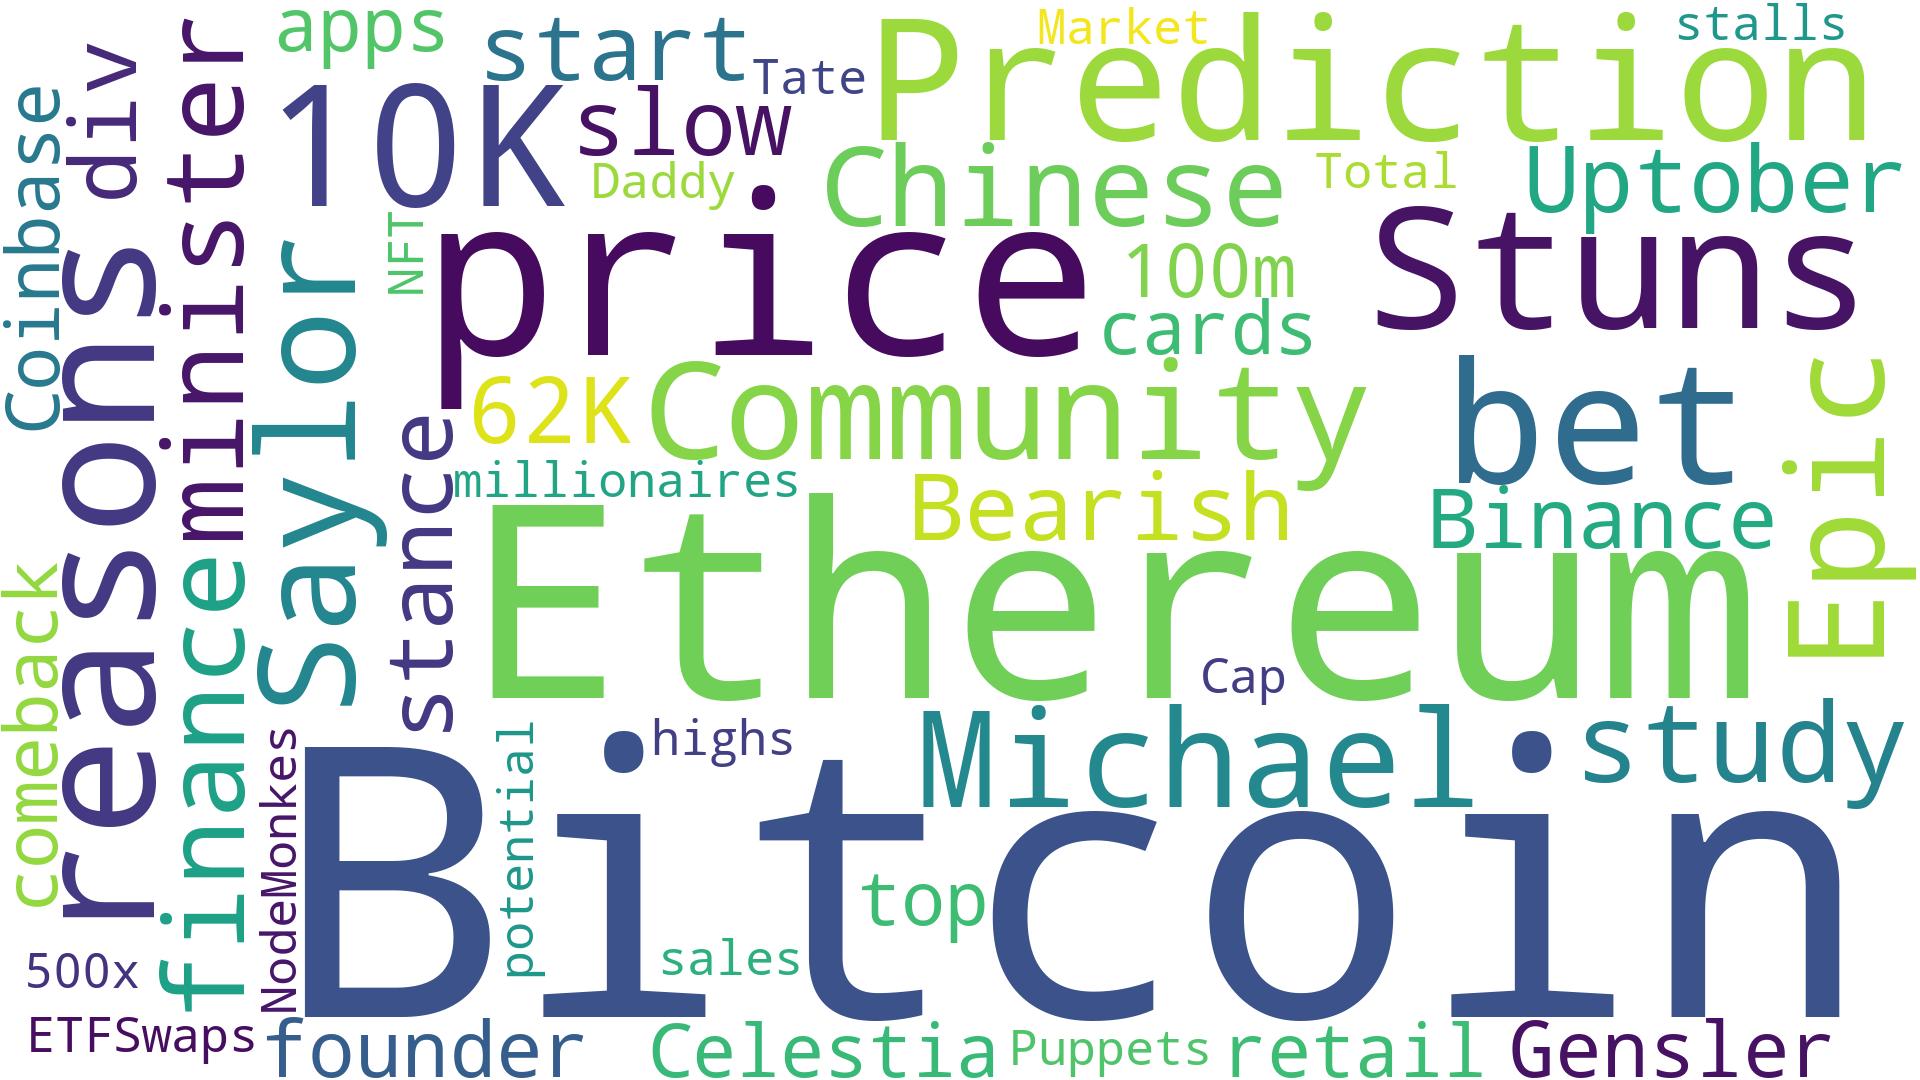 apps
start
Tate
Prediction
Market
stalls
Coinbase
div
minister
10K
slow
Daddy
Chinese
Total
Uptober
NFT
price
100m
cards
Stuns
reasons
Saylor
62K
Community
bet
Epic
stance
millionaires
Bearish
Binance
Ethereum
comeback
finance
Cap
NodeMonkes
highs
Michael
study
potential
Bitcoin
top
sales
500x
ETFSwaps
founder
Celestia
Puppets
retail
Gensler